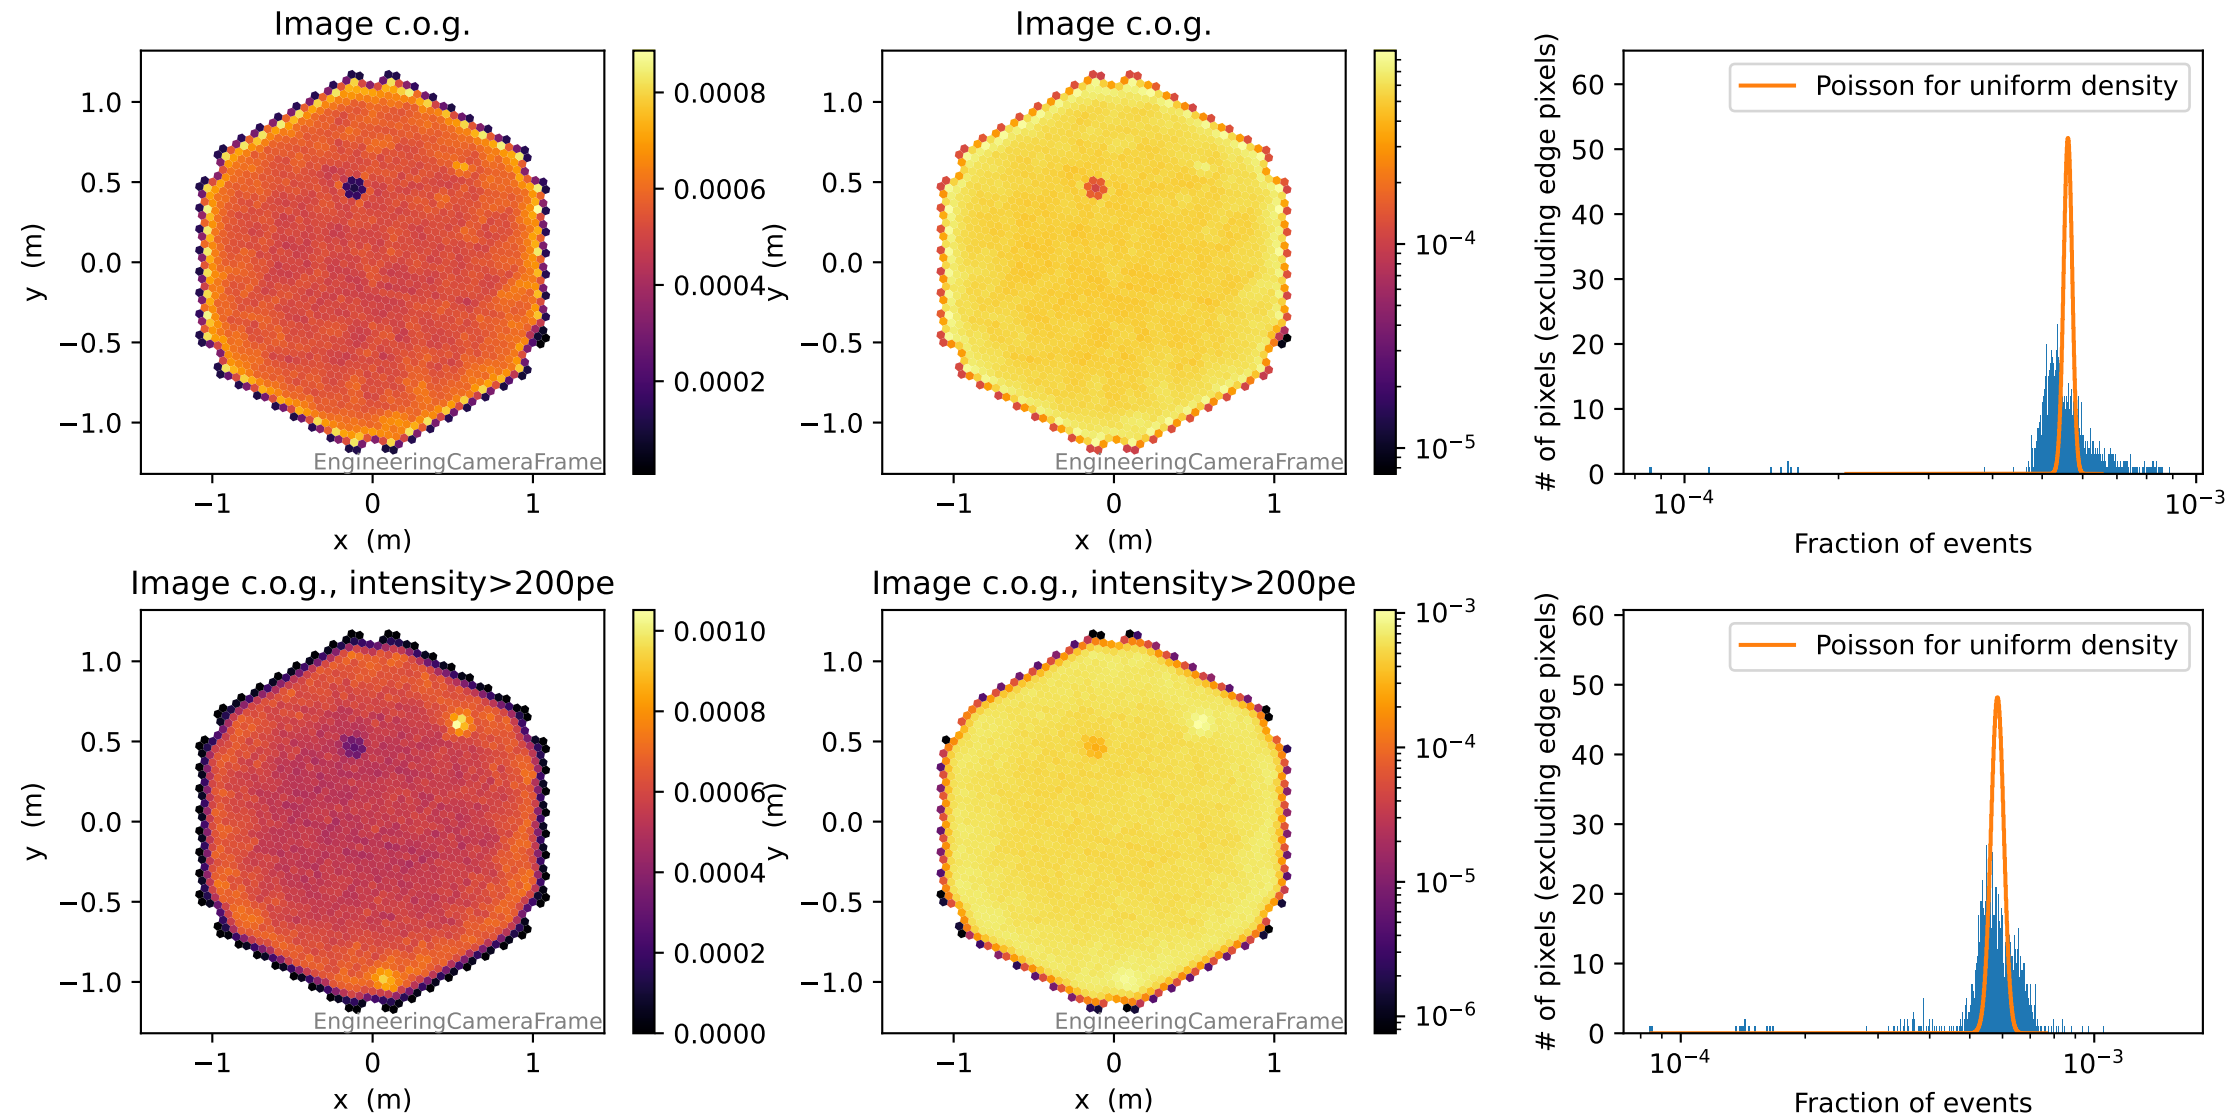 Image c.o.g.
1.0
0.5
0.0
−0.5
−1.0
y (m)
−1 0 1
x (m)
EngineeringCameraFrame
0.0008
0.0006
0.0004
0.0002
Image c.o.g.
1.0
0.5
0.0
−0.5
−1.0
y (m)
−1 0 1
x (m)
EngineeringCameraFrame
10⁻⁴
10⁻⁵
Poisson for uniform density
60
50
40
30
20
10
0
# of pixels (excluding edge pixels)
10⁻⁴ 10⁻³
Fraction of events
Image c.o.g., intensity>200pe
1.0
0.5
0.0
−0.5
−1.0
y (m)
−1 0 1
x (m)
EngineeringCameraFrame
0.0010
0.0008
0.0006
0.0004
0.0002
0.0000
Image c.o.g., intensity>200pe
1.0
0.5
0.0
−0.5
−1.0
y (m)
−1 0 1
x (m)
EngineeringCameraFrame
10⁻³
10⁻⁴
10⁻⁵
10⁻⁶
Poisson for uniform density
60
50
40
30
20
10
0
# of pixels (excluding edge pixels)
10⁻⁴ 10⁻³
Fraction of events